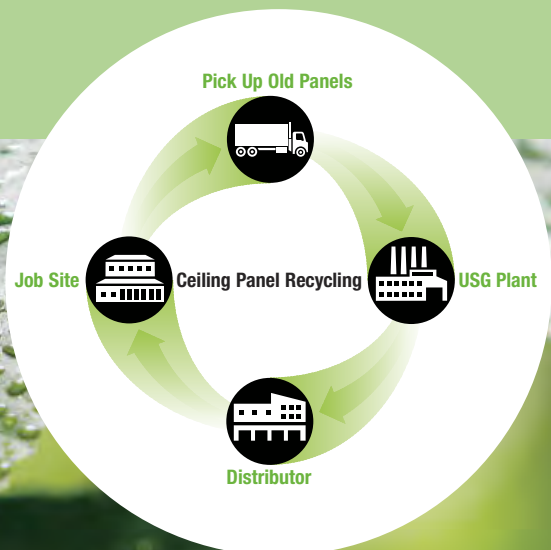 Pick Up Old Panels
Job Site
Ceiling Panel Recycling
USG Plant
Distributor